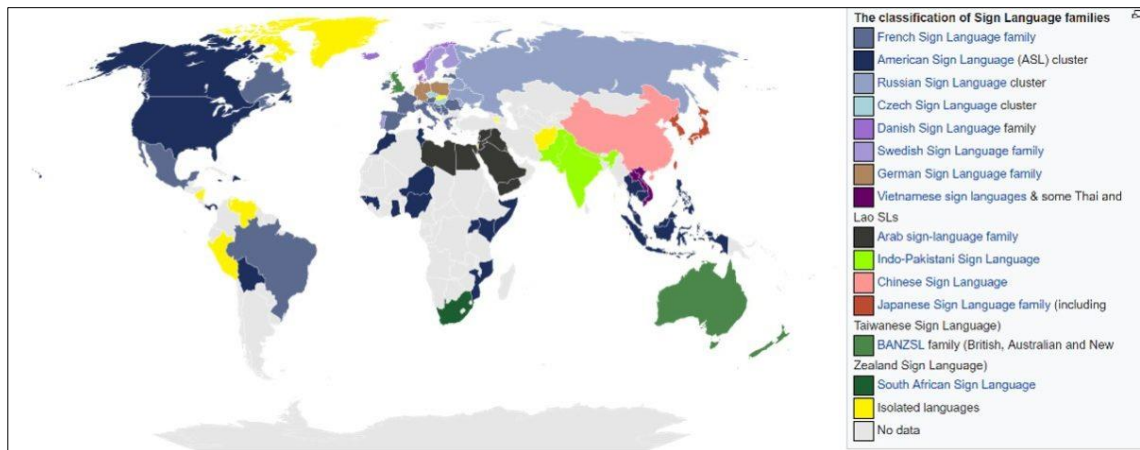 The classification of Sign Language families
French Sign Language family
American Sign Language (ASL) cluster
Russian Sign Language cluster
Czech Sign Language cluster
Danish Sign Language family
Swedish Sign Language family
German Sign Language family
Vietnamese sign languages & some Thai and
Lao SLs
Arab sign-language family
Indo-Pakistani Sign Language
Chinese Sign Language
Japanese Sign Language family (including
Taiwanese Sign Language)
BANZSL family (British, Australian and New
Zealand Sign Language)
South African Sign Language
Isolated languages
No data